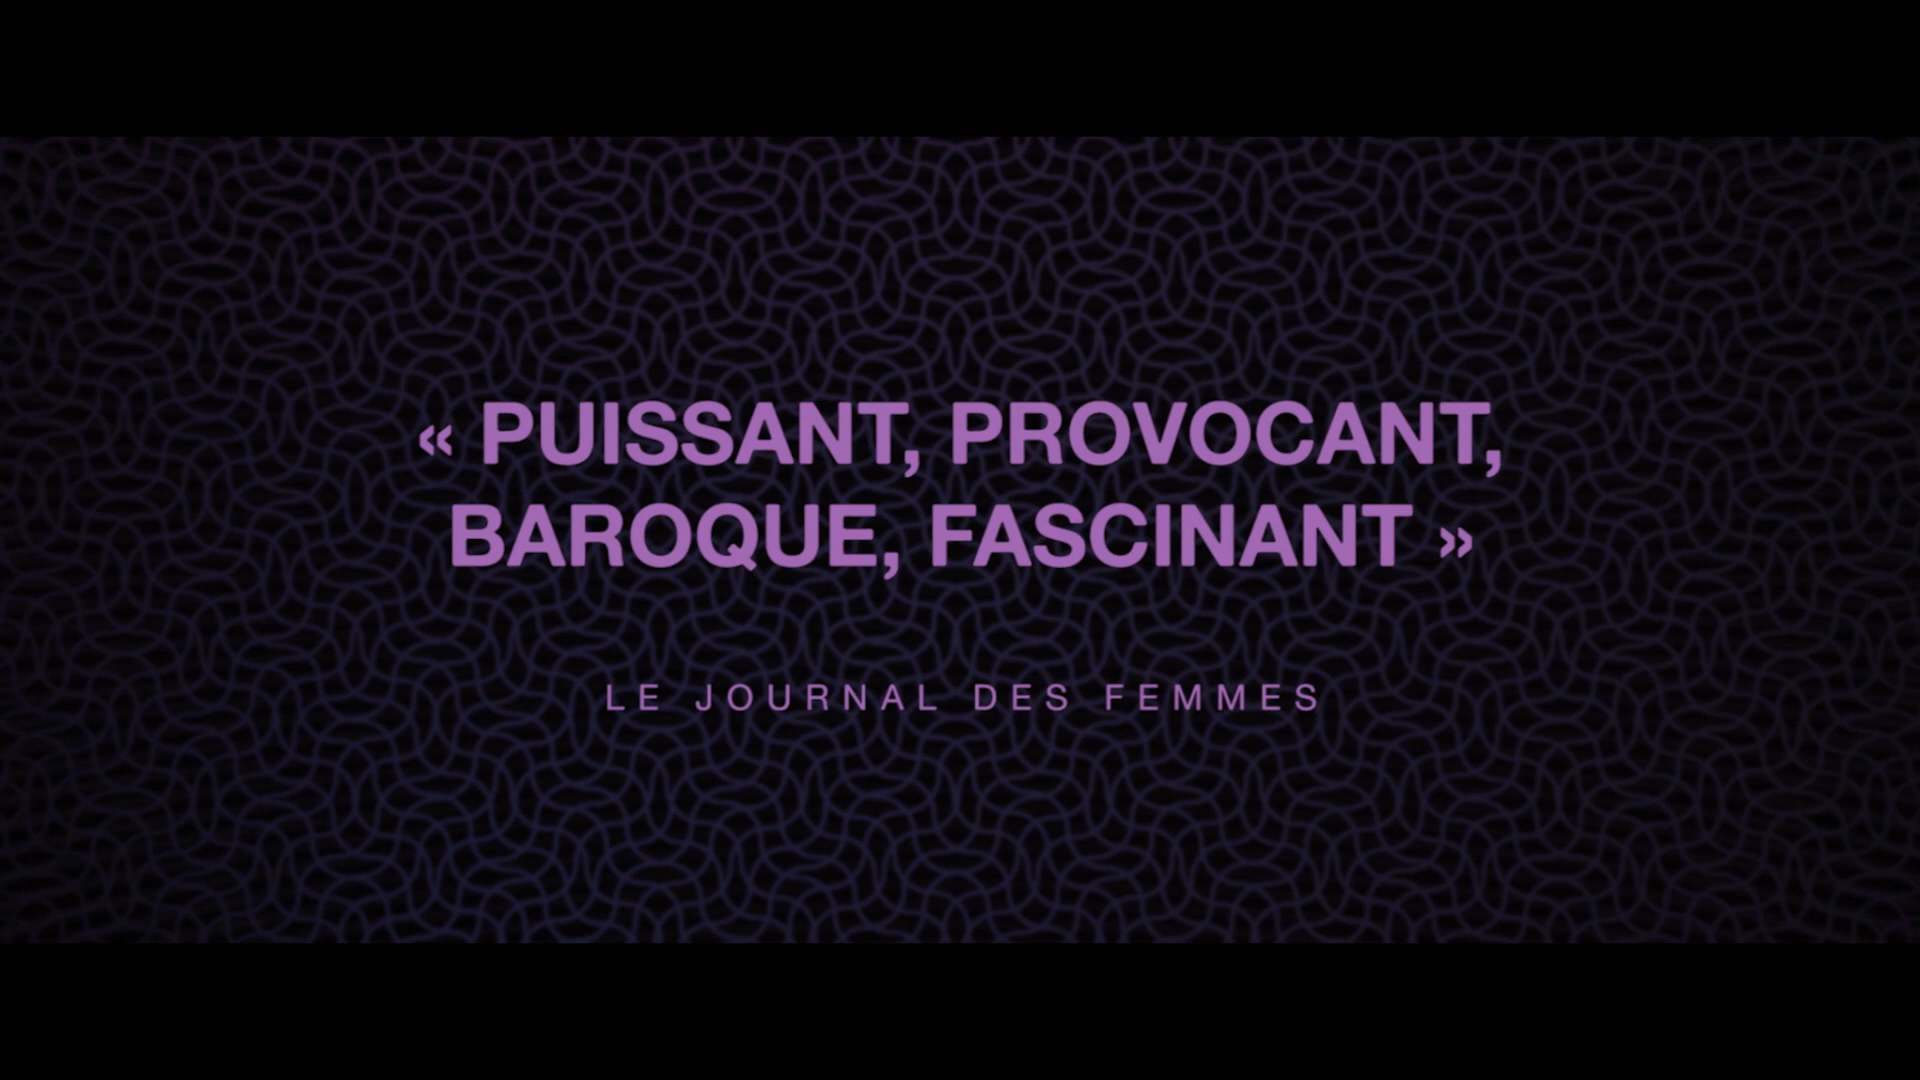 « PUISSANT, PROVOCANT,
BAROQUE, FASCINANT »
LE JOURNAL DES FEMMES